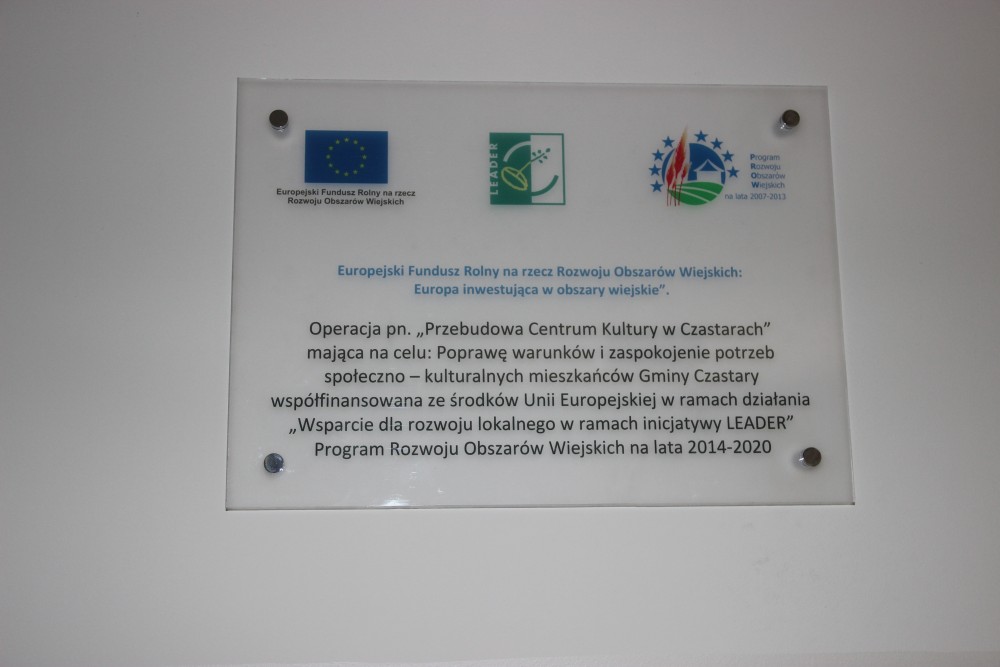 Europejski Fundusz Rolny na rzecz
Rozwoju Obszarów Wiejskich
LEADER
Program
Rozwoju
Obszarów
Wiejskich
na lata 2007-2013
Europejski Fundusz Rolny na rzecz Rozwoju Obszarów Wiejskich:
Europa inwestująca w obszary wiejskie”.
Operacja pn. „Przebudowa Centrum Kultury w Czastarach”
mająca na celu: Poprawę warunków i zaspokojenie potrzeb
społeczno – kulturalnych mieszkańców Gminy Czastary
współfinansowana ze środków Unii Europejskiej w ramach działania
„Wsparcie dla rozwoju lokalnego w ramach inicjatywy LEADER”
Program Rozwoju Obszarów Wiejskich na lata 2014-2020